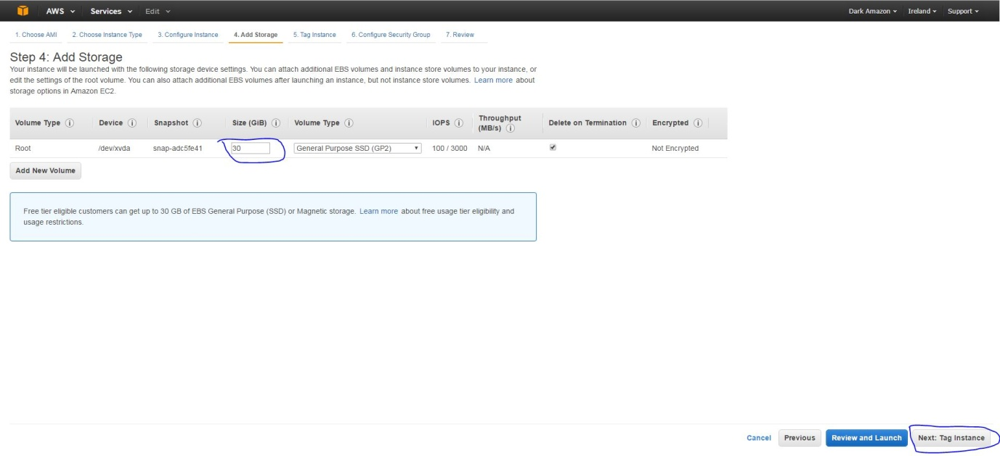 AWS Services Edit Dark Amazon Ireland Support
1. Choose AMI 2. Choose Instance Type 3. Configure Instance 4. Add Storage 5. Tag Instance 6. Configure Security Group 7. Review
Step 4: Add Storage
Your instance will be launched with the following storage device settings. You can attach additional EBS volumes and instance store volumes to your instance, or
edit the settings of the root volume. You can also attach additional EBS volumes after launching an instance, but not instance store volumes. Learn more about
storage options in Amazon EC2.
Volume Type Device Snapshot Size (GiB) Volume Type IOPS Throughput (MB/s) Delete on Termination Encrypted
Root /dev/xvda snap-adc5fe41 30 General Purpose SSD (GP2) 100 / 3000 N/A Not Encrypted
Add New Volume
Free tier eligible customers can get up to 30 GB of EBS General Purpose (SSD) or Magnetic storage. Learn more about free usage tier eligibility and
usage restrictions.
Cancel Previous Review and Launch Next: Tag Instance